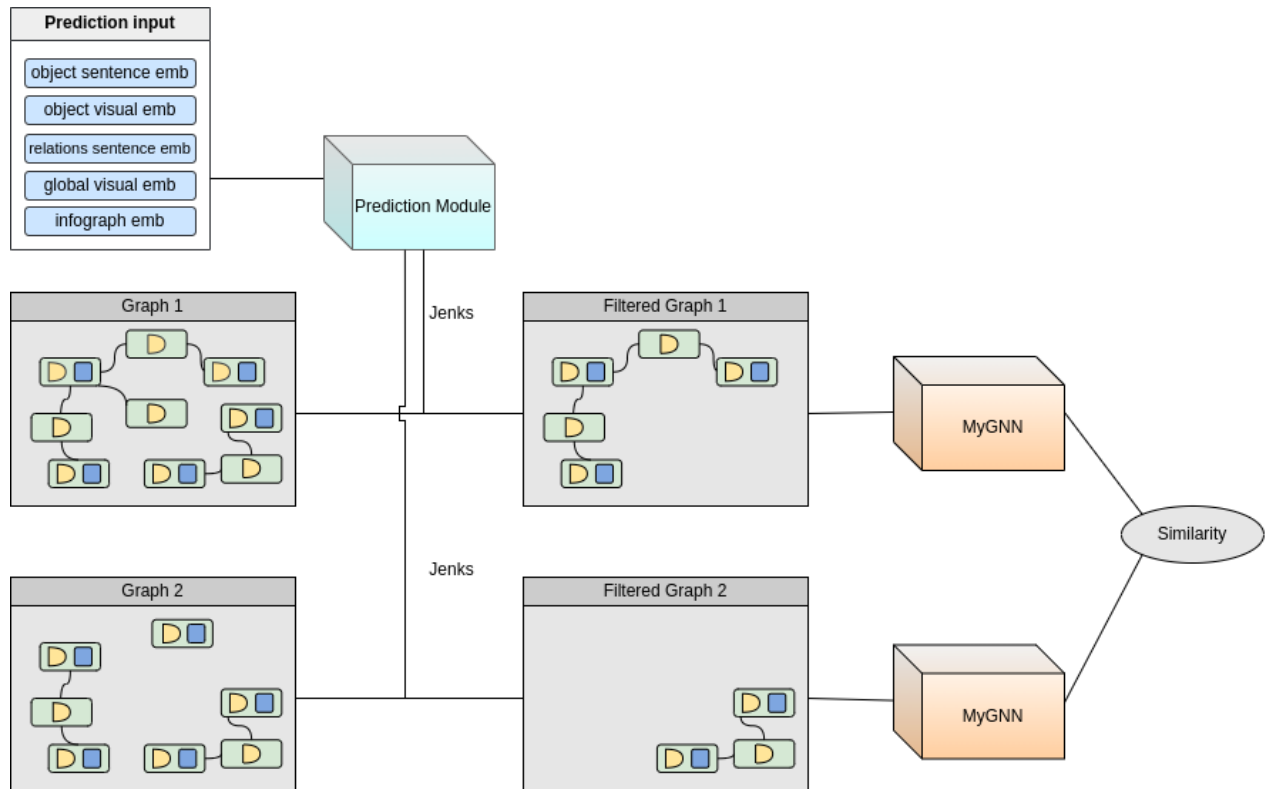 Prediction input
object sentence emb
object visual emb
relations sentence emb
global visual emb
infograph emb
Prediction Module
Jenks
Graph 1
Filtered Graph 1
MyGNN
Similarity
Jenks
Graph 2
Filtered Graph 2
MyGNN